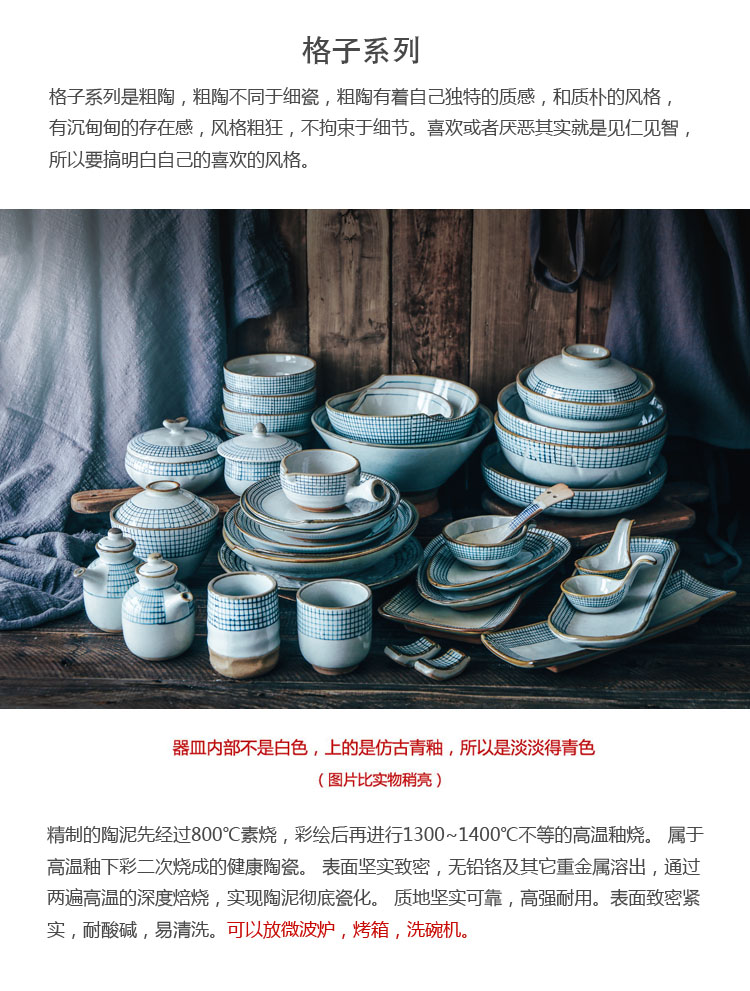 格子系列
格子系列是粗陶，粗陶不同于细瓷，粗陶有着自己独特的质感，和质朴的风格，
有沉甸甸的存在感，风格粗狂，不拘束于细节。喜欢或者厌恶其实就是见仁见智，
所以要搞明白自己的喜欢的风格。
器皿内部不是白色，上的是仿古青釉，所以是淡淡得青色
（图片比实物稍亮）
精制的陶泥先经过800℃素烧，彩绘后再进行1300~1400℃不等的高温釉烧。 属于
高温釉下彩二次烧成的健康陶瓷。 表面坚实致密，无铅铬及其它重金属溶出，通过
两遍高温的深度焙烧，实现陶泥彻底瓷化。 质地坚实可靠，高强耐用。表面致密紧
实，耐酸碱，易清洗。可以放微波炉，烤箱，洗碗机。